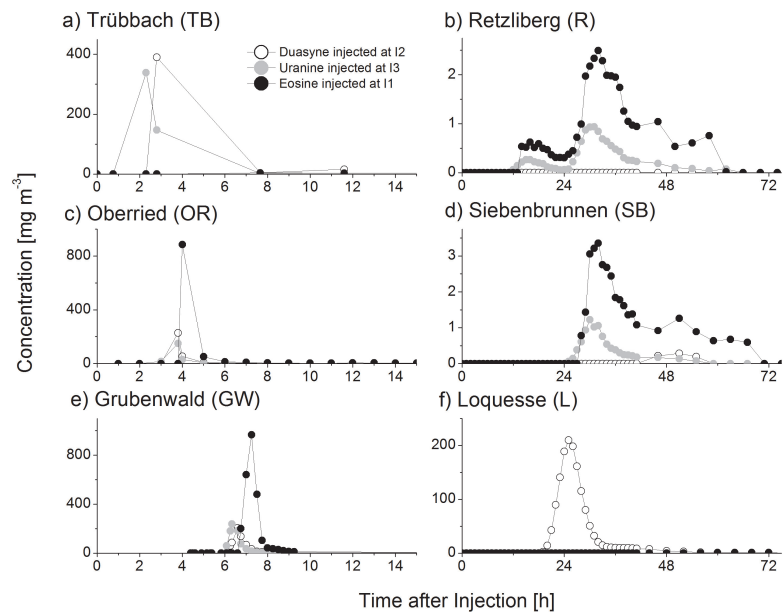 a) Trübbach (TB)
Duasyne injected at I2
Uranine injected at I3
Eosine injected at I1
400
200
0
0 2 4 6 8 10 12 14
b) Retzliberg (R)
2
1
0
0 24 48 72
c) Oberried (OR)
800
400
0
0 2 4 6 8 10 12 14
d) Siebenbrunnen (SB)
3
2
1
0
0 24 48 72
e) Grubenwald (GW)
800
400
0
0 2 4 6 8 10 12 14
f) Loquesse (L)
200
100
0
0 24 48 72
Concentration [mg m⁻³]
Time after Injection [h]